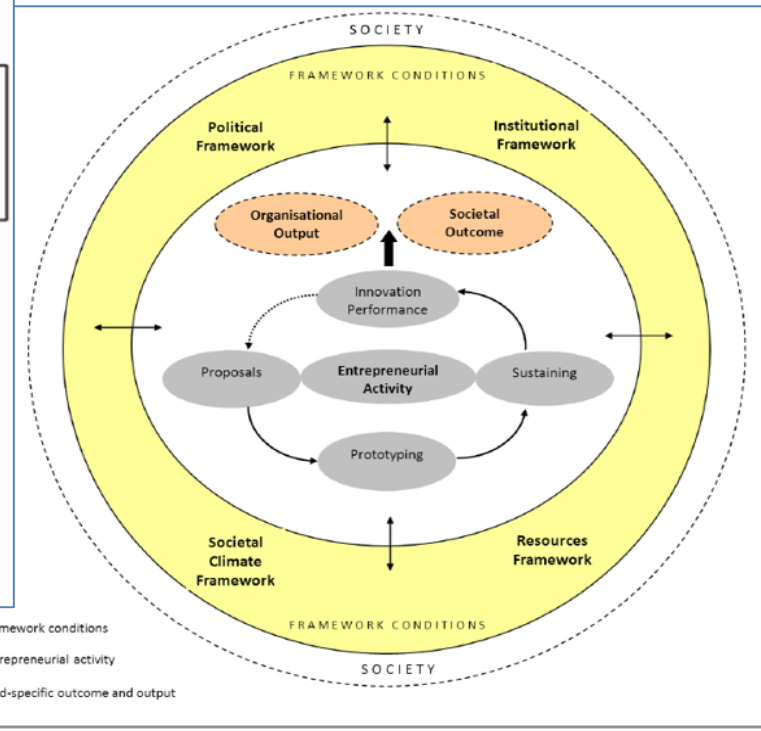 SOCIETY
FRAMEWORK CONDITIONS
Political
Framework
Institutional
Framework
Organisational
Output
Societal
Outcome
Innovation
Performance
Proposals
Entrepreneurial
Activity
Sustaining
Prototyping
Societal
Climate
Framework
Resources
Framework
FRAMEWORK CONDITIONS
SOCIETY
mework conditions
repreneurial activity
d-specific outcome and output